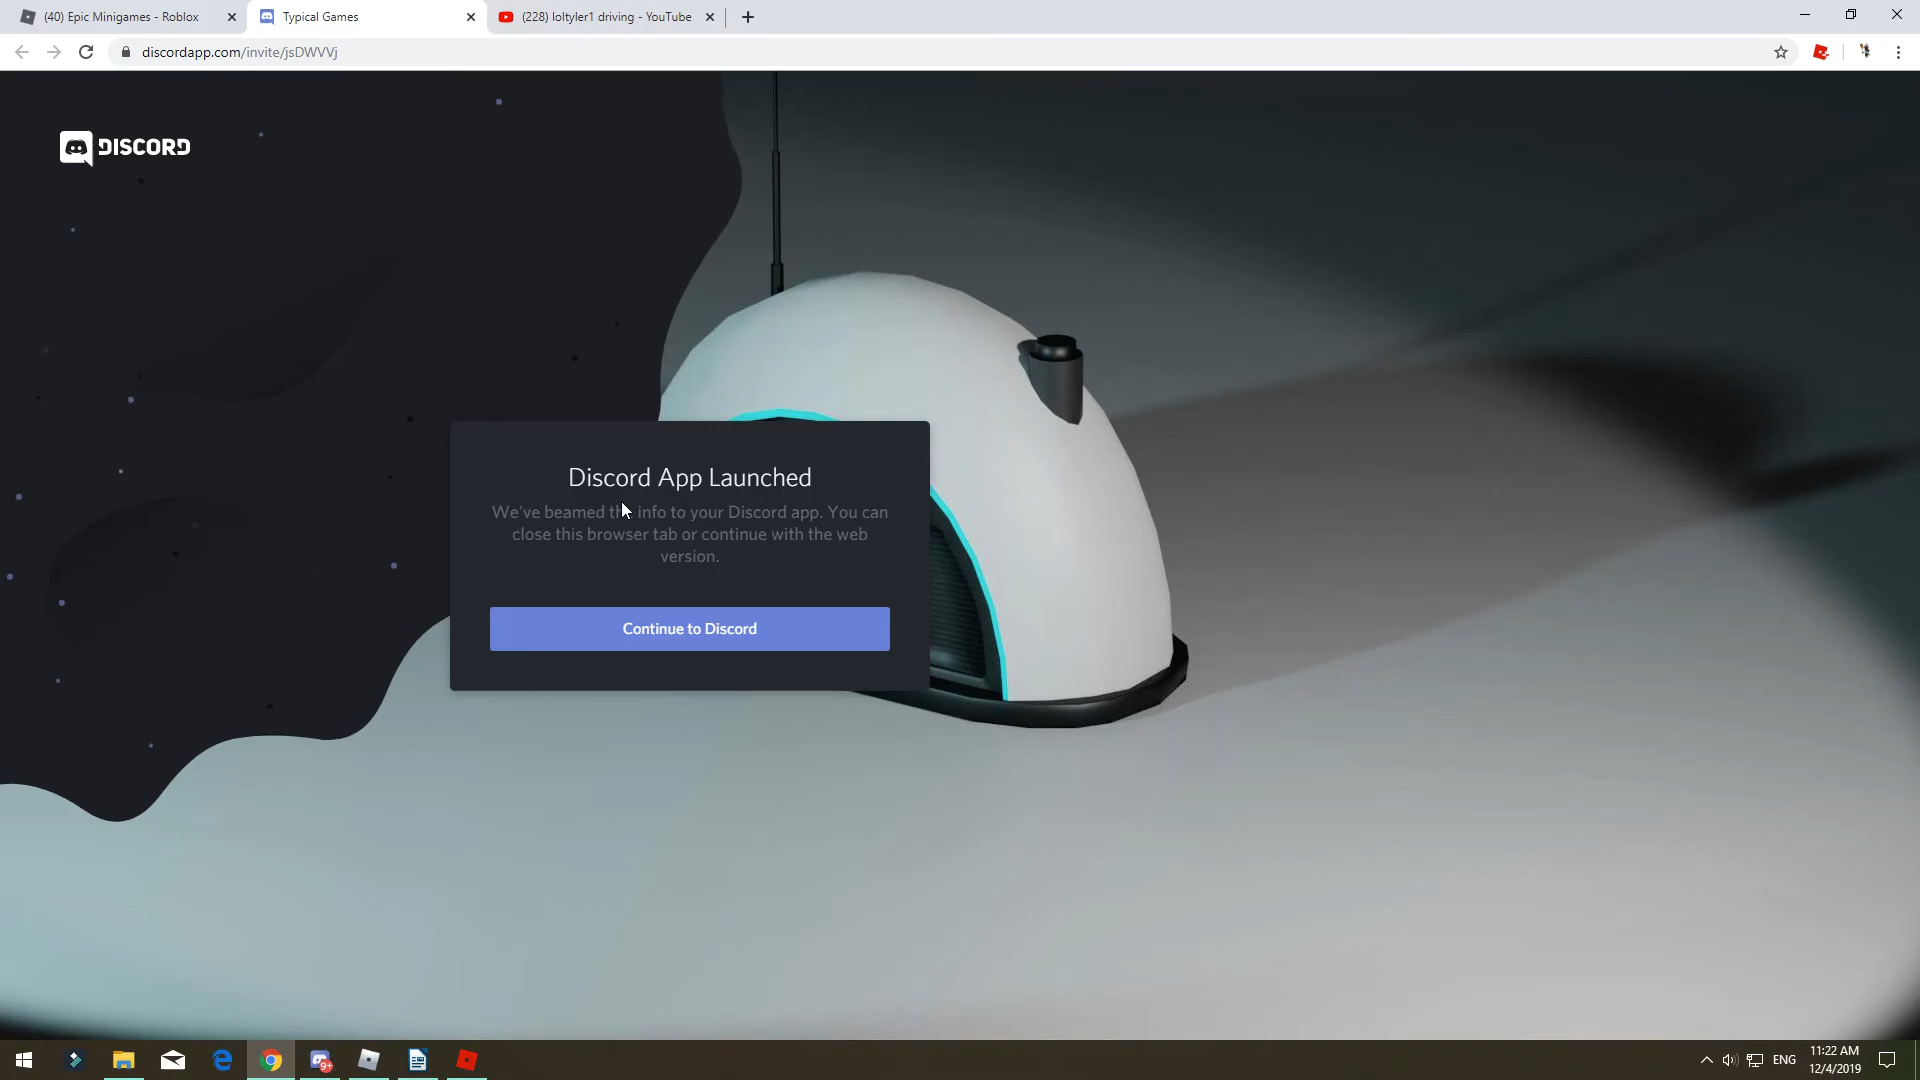 (40) Epic Minigames - Roblox
Typical Games
(228) loltyler1 driving - YouTube
discordapp.com/invite/jsDWVVj
DISCORD
Discord App Launched
We've beamed the info to your Discord app. You can
close this browser tab or continue with the web
version.
Continue to Discord
9+
ENG
11:22 AM
12/4/2019